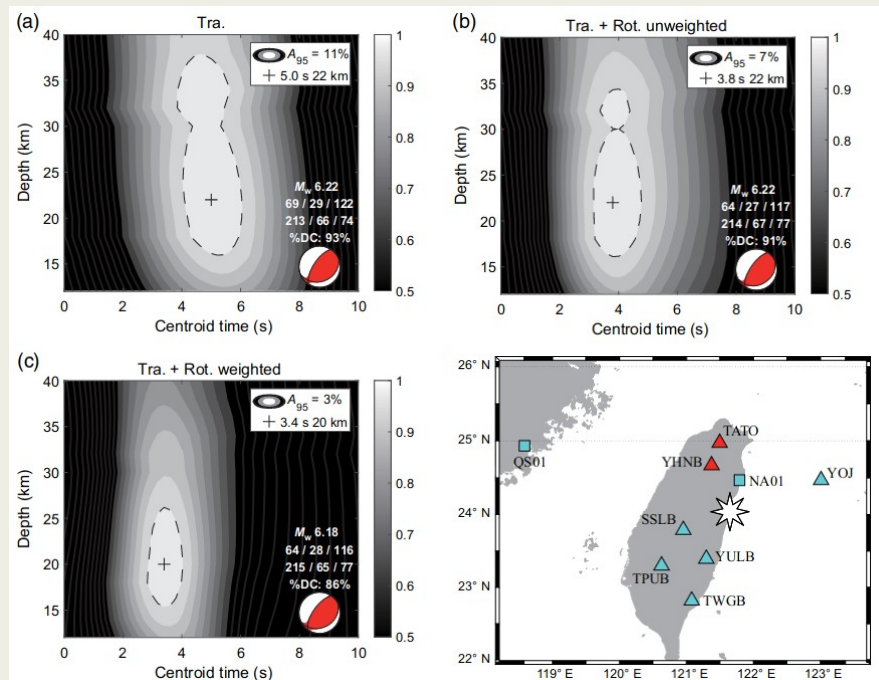 (a)
Tra.
A95 = 11%
+ 5.0 s 22 km
Mw 6.22
69 / 29 / 122
213 / 66 / 74
%DC: 93%
Depth (km)
40
35
30
25
20
15
0 2 4 6 8 10
Centroid time (s)
1
0.9
0.8
0.7
0.6
0.5
(b)
Tra. + Rot. unweighted
A95 = 7%
+ 3.8 s 22 km
Mw 6.22
64 / 27 / 117
214 / 67 / 77
%DC: 91%
Depth (km)
40
35
30
25
20
15
0 2 4 6 8 10
Centroid time (s)
1
0.9
0.8
0.7
0.6
0.5
(c)
Tra. + Rot. weighted
A95 = 3%
+ 3.4 s 20 km
Mw 6.18
64 / 28 / 116
215 / 65 / 77
%DC: 86%
Depth (km)
40
35
30
25
20
15
0 2 4 6 8 10
Centroid time (s)
1
0.9
0.8
0.7
0.6
0.5
26° N
25° N
24° N
23° N
22° N
TATO
QS01
YHNB
NA01
YOJ
SSLB
YULB
TPUB
TWGB
119° E 120° E 121° E 122° E 123° E